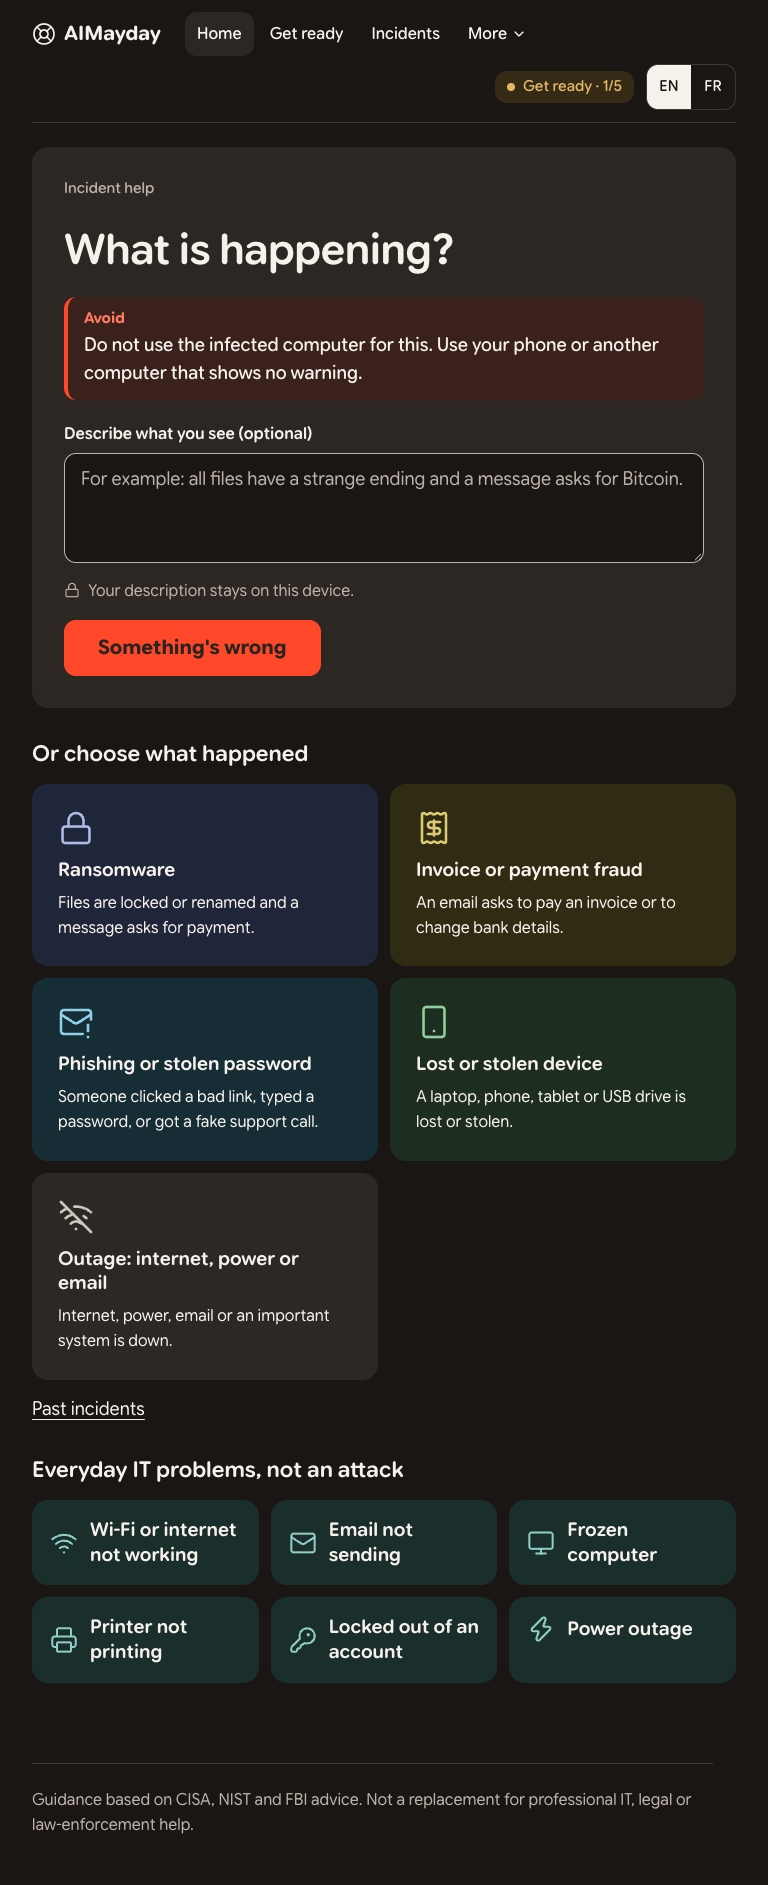 AIMayday
Home
Get ready
Incidents
More
Get ready · 1/5
EN
FR
Incident help
What is happening?
Avoid
Do not use the infected computer for this. Use your phone or another
computer that shows no warning.
Describe what you see (optional)
For example: all files have a strange ending and a message asks for Bitcoin.
Your description stays on this device.
Something's wrong
Or choose what happened
Ransomware
Files are locked or renamed and a
message asks for payment.
Invoice or payment fraud
An email asks to pay an invoice or to
change bank details.
Phishing or stolen password
Someone clicked a bad link, typed a
password, or got a fake support call.
Lost or stolen device
A laptop, phone, tablet or USB drive is
lost or stolen.
Outage: internet, power or
email
Internet, power, email or an important
system is down.
Past incidents
Everyday IT problems, not an attack
Wi-Fi or internet
not working
Email not
sending
Frozen
computer
Printer not
printing
Locked out of an
account
Power outage
Guidance based on CISA, NIST and FBI advice. Not a replacement for professional IT, legal or
law-enforcement help.